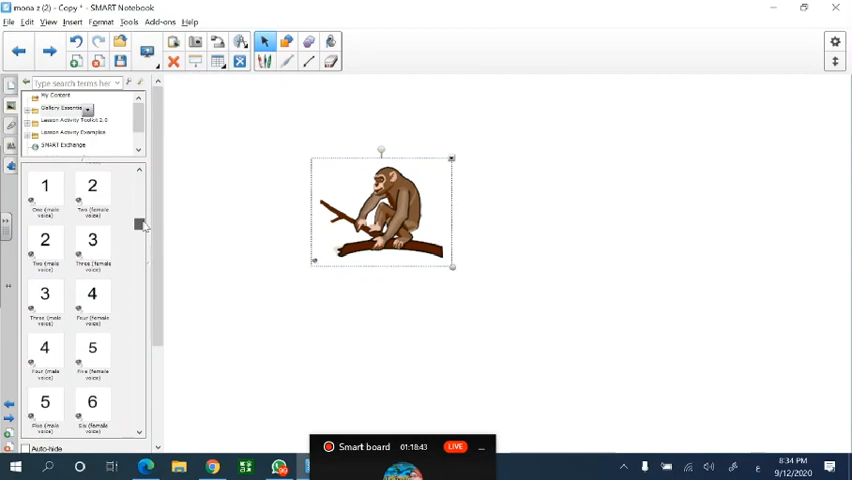 mona z (2) - Copy * - SMART Notebook
File Edit View Insert Format Tools Add-ons Help
Type search terms her
My Content
Gallery Essentia
Lesson Activity Toolkit 2.0
Lesson Activity Examples
SMART Exchange
1 2
One (male voice) Two (female voice)
2 3
Two (male voice) Three (female voice)
3 4
Three (male voice) Four (female voice)
4 5
Four (male voice) Five (female voice)
5 6
Five (male voice) Six (female voice)
Auto-hide
Smart board 01:18:43 LIVE
99
ع
8:34 PM
9/12/2020